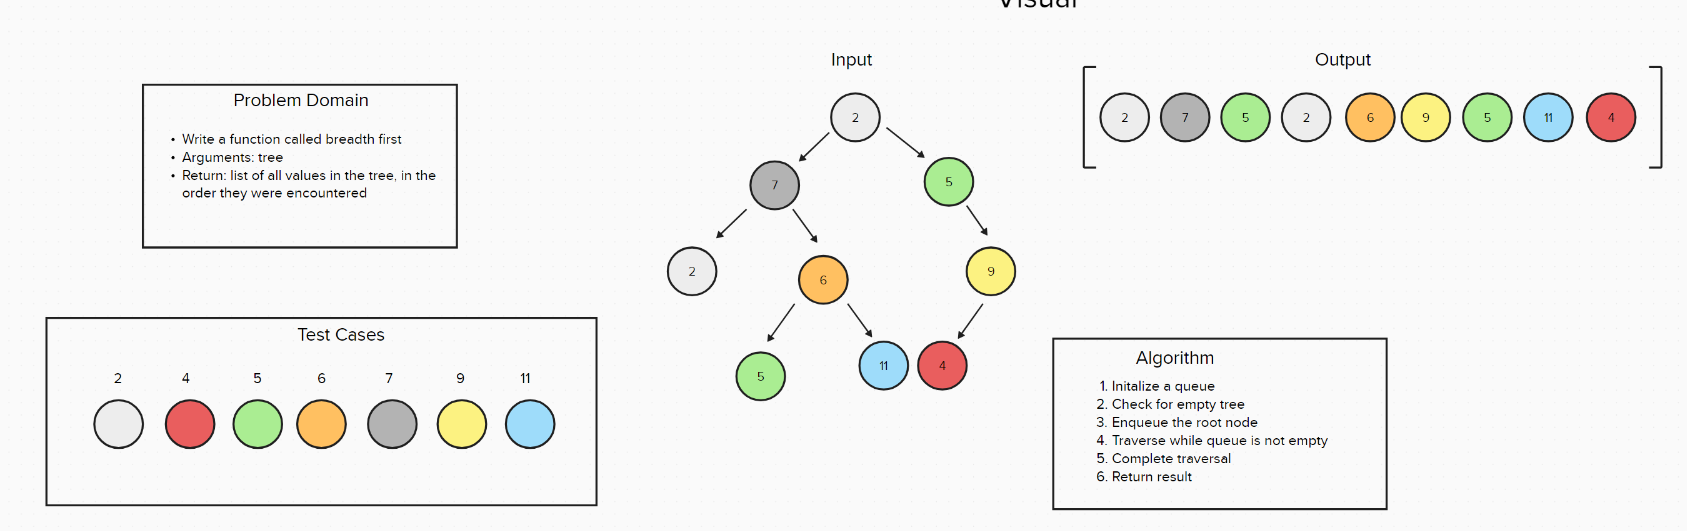 Visual
Problem Domain
• Write a function called breadth first
• Arguments: tree
• Return: list of all values in the tree, in the
order they were encountered
Test Cases
2 4 5 6 7 9 11
Input
2
7 5
2 6 9
5 11 4
Output
2 7 5 2 6 9 5 11 4
Algorithm
1. Initalize a queue
2. Check for empty tree
3. Enqueue the root node
4. Traverse while queue is not empty
5. Complete traversal
6. Return result